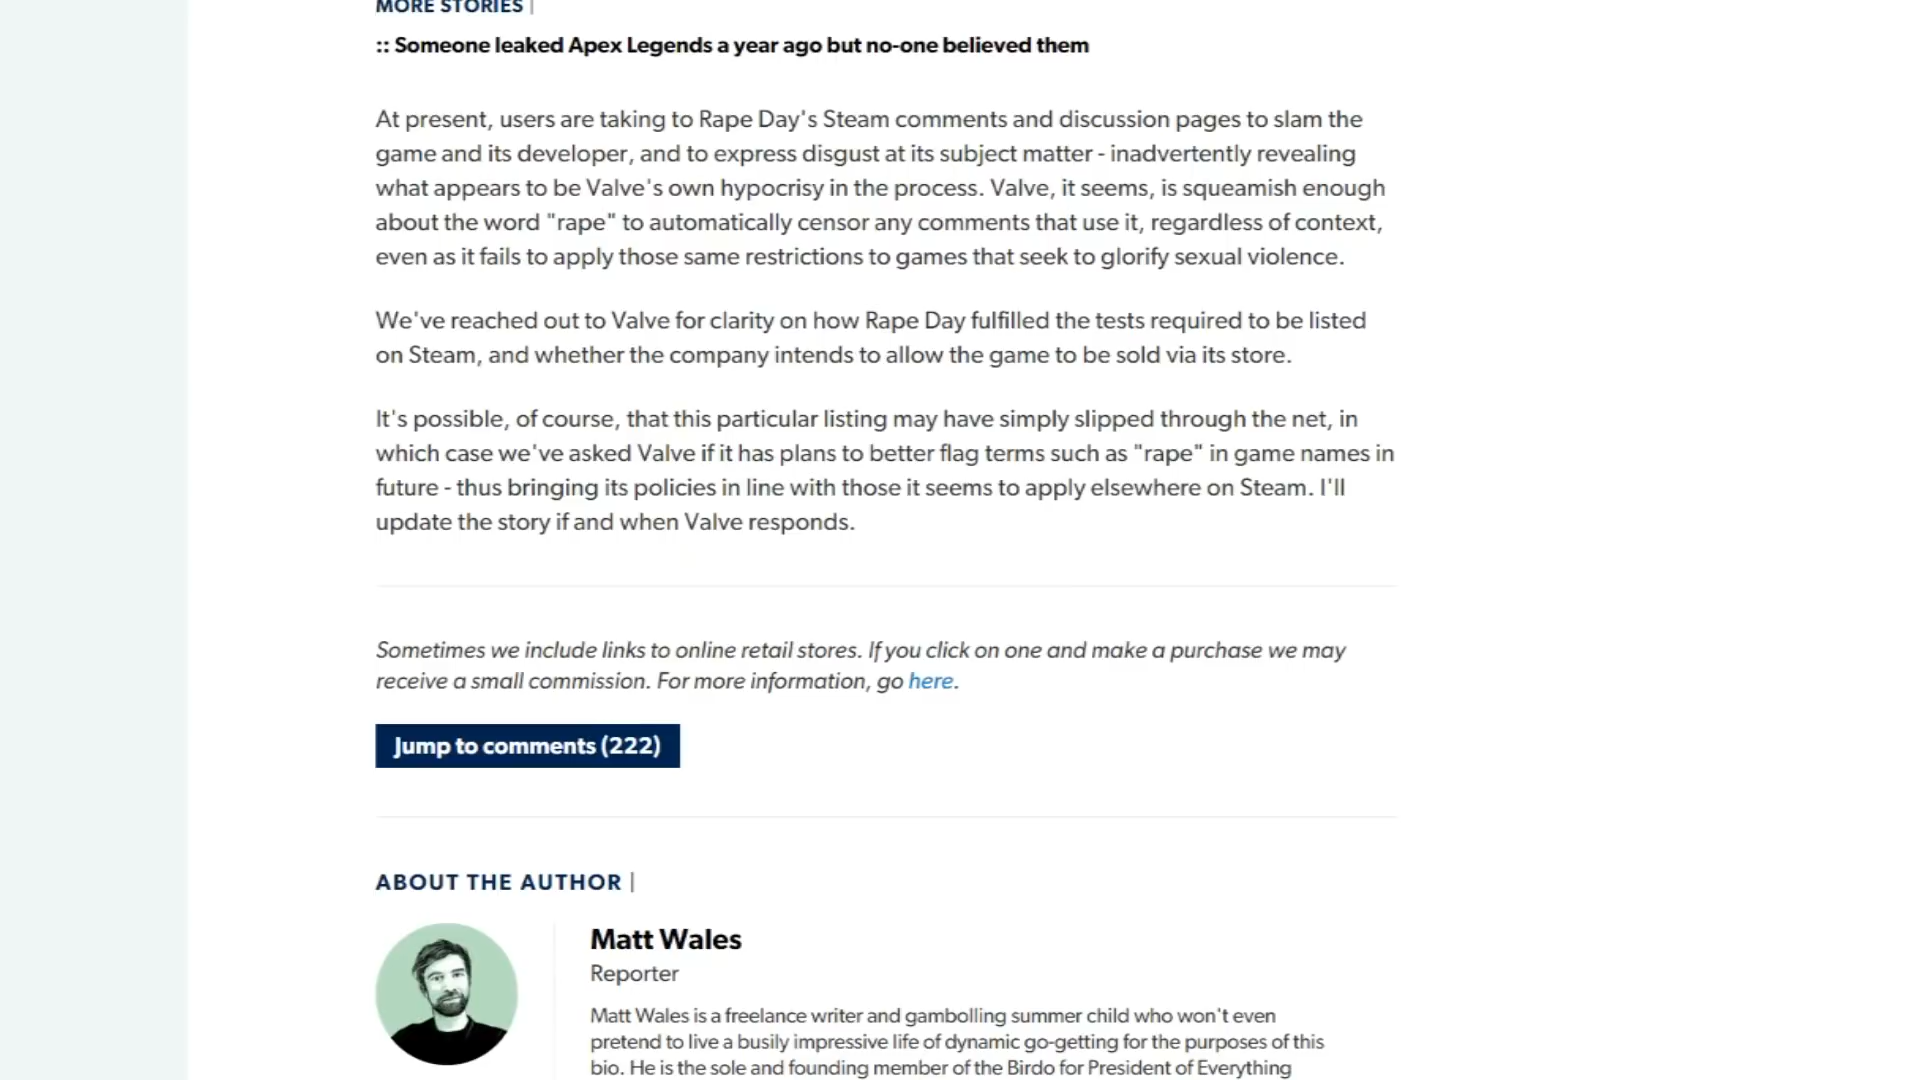 MORE STORIES |
:: Someone leaked Apex Legends a year ago but no-one believed them
At present, users are taking to Rape Day's Steam comments and discussion pages to slam the
game and its developer, and to express disgust at its subject matter - inadvertently revealing
what appears to be Valve's own hypocrisy in the process. Valve, it seems, is squeamish enough
about the word "rape" to automatically censor any comments that use it, regardless of context,
even as it fails to apply those same restrictions to games that seek to glorify sexual violence.
We've reached out to Valve for clarity on how Rape Day fulfilled the tests required to be listed
on Steam, and whether the company intends to allow the game to be sold via its store.
It's possible, of course, that this particular listing may have simply slipped through the net, in
which case we've asked Valve if it has plans to better flag terms such as "rape" in game names in
future - thus bringing its policies in line with those it seems to apply elsewhere on Steam. I'll
update the story if and when Valve responds.
Sometimes we include links to online retail stores. If you click on one and make a purchase we may
receive a small commission. For more information, go here.
Jump to comments (222)
ABOUT THE AUTHOR |
Matt Wales
Reporter
Matt Wales is a freelance writer and gambolling summer child who won't even
pretend to live a busily impressive life of dynamic go-getting for the purposes of this
bio. He is the sole and founding member of the Birdo for President of Everything